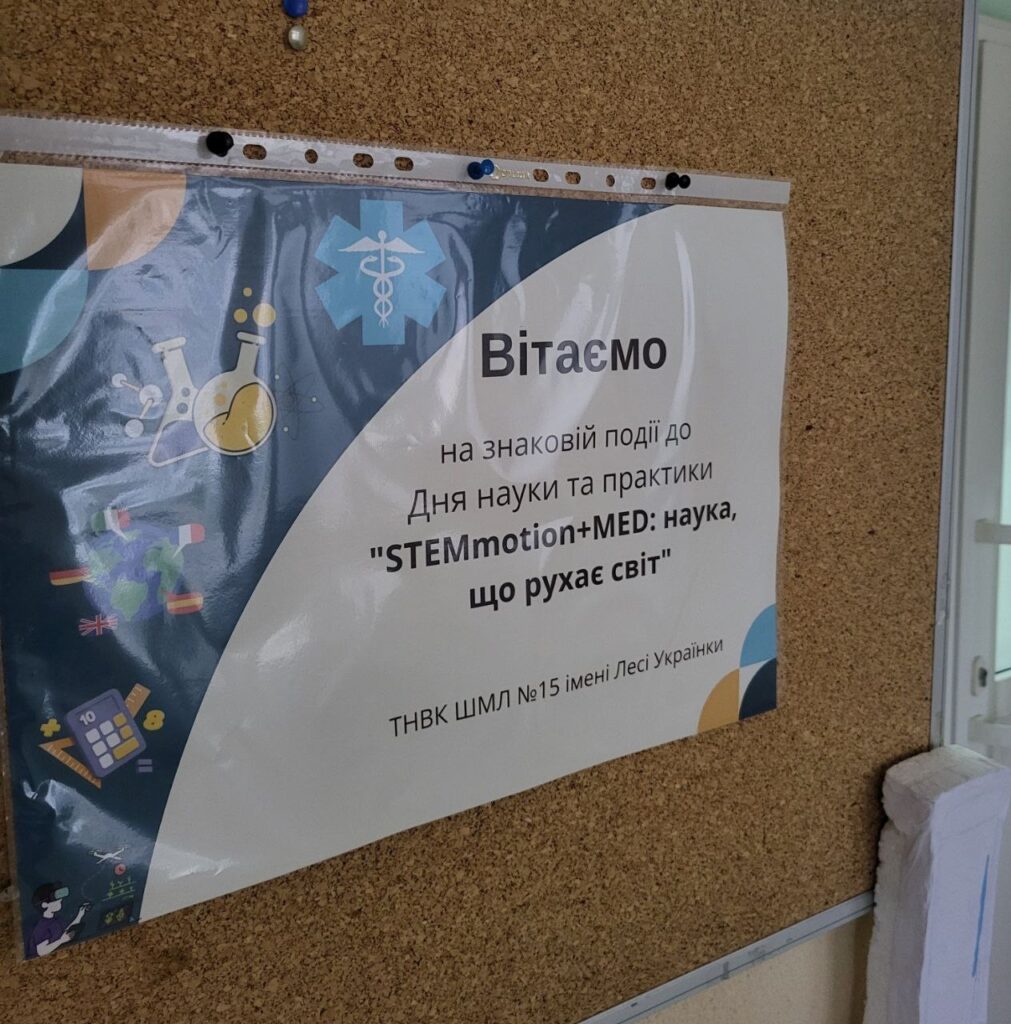 Вітаємо
на знаковій події до
Дня науки та практики
"STEMmotion+MED: наука,
що рухає світ"
ТНВК ШМЛ №15 імені Лесі Українки
10